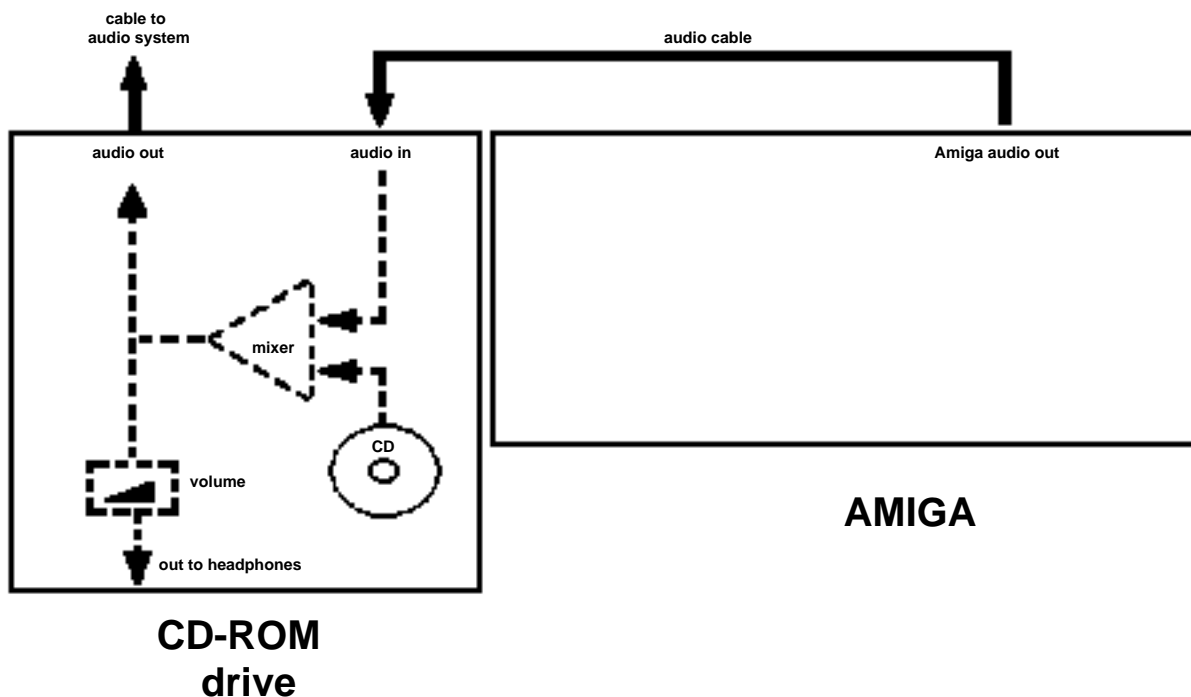 cable to
audio system
audio cable
audio out
audio in
Amiga audio out
mixer
CD
volume
out to headphones
AMIGA
CD-ROM
drive